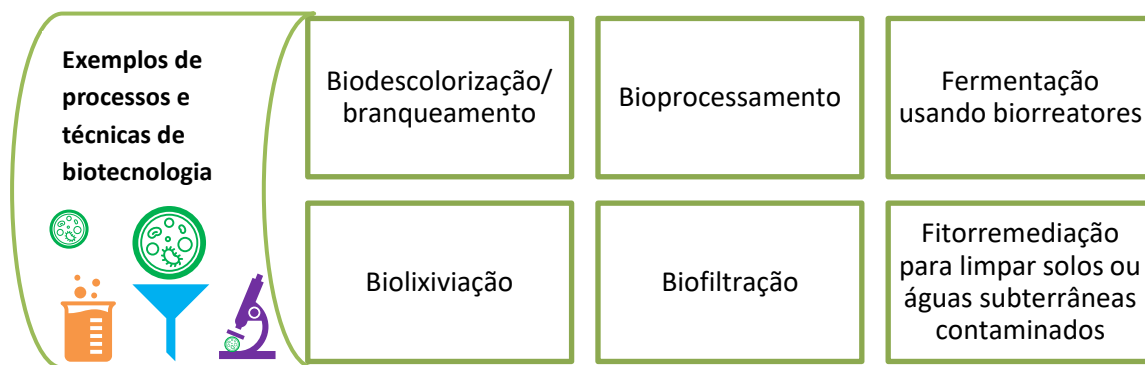 Exemplos de
processos e
técnicas de
biotecnologia
Biodescolorização/
branqueamento
Bioprocessamento
Fermentação
usando biorreatores
Biolixiviação
Biofiltração
Fitorremediação
para limpar solos ou
águas subterrâneas
contaminados